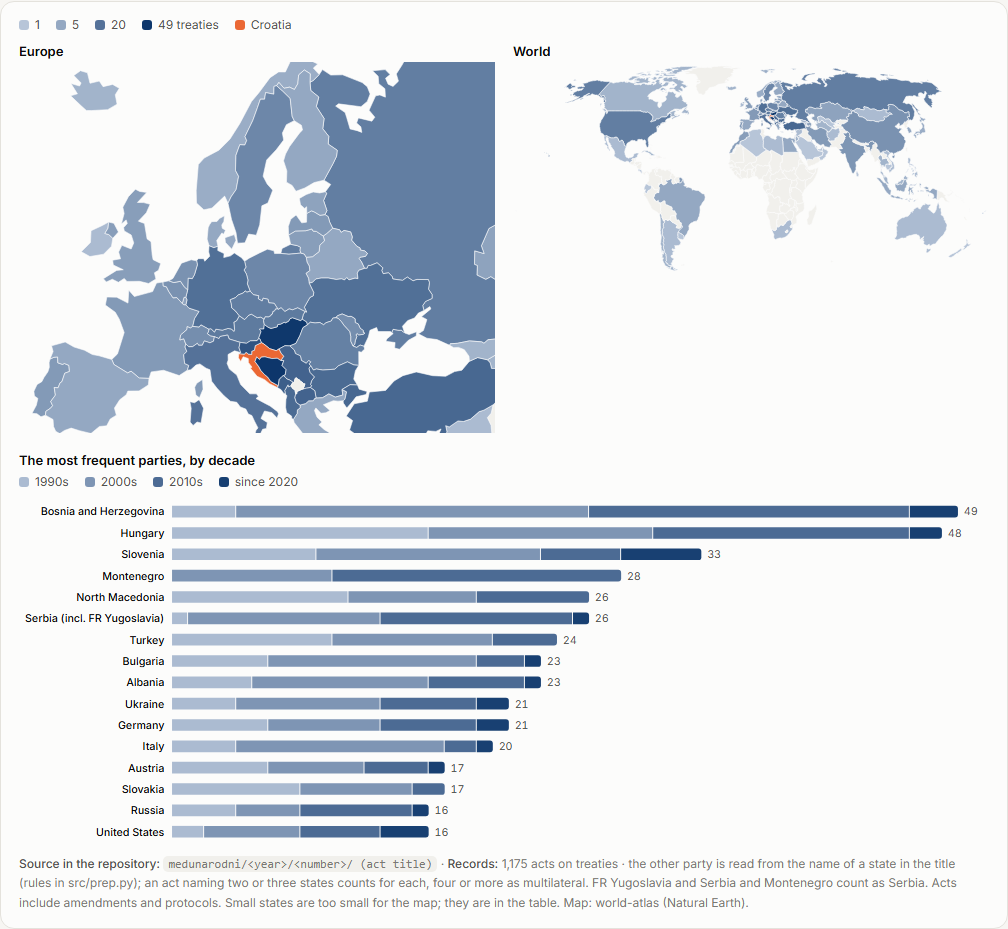 1 5 20 49 treaties Croatia
Europe
World
The most frequent parties, by decade
1990s 2000s 2010s since 2020
Bosnia and Herzegovina 49
Hungary 48
Slovenia 33
Montenegro 28
North Macedonia 26
Serbia (incl. FR Yugoslavia) 26
Turkey 24
Bulgaria 23
Albania 23
Ukraine 21
Germany 21
Italy 20
Austria 17
Slovakia 17
Russia 16
United States 16
Source in the repository: medunarodni/<year>/<number>/ (act title) · Records: 1,175 acts on treaties · the other party is read from the name of a state in the title
(rules in src/prep.py); an act naming two or three states counts for each, four or more as multilateral. FR Yugoslavia and Serbia and Montenegro count as Serbia. Acts
include amendments and protocols. Small states are too small for the map; they are in the table. Map: world-atlas (Natural Earth).